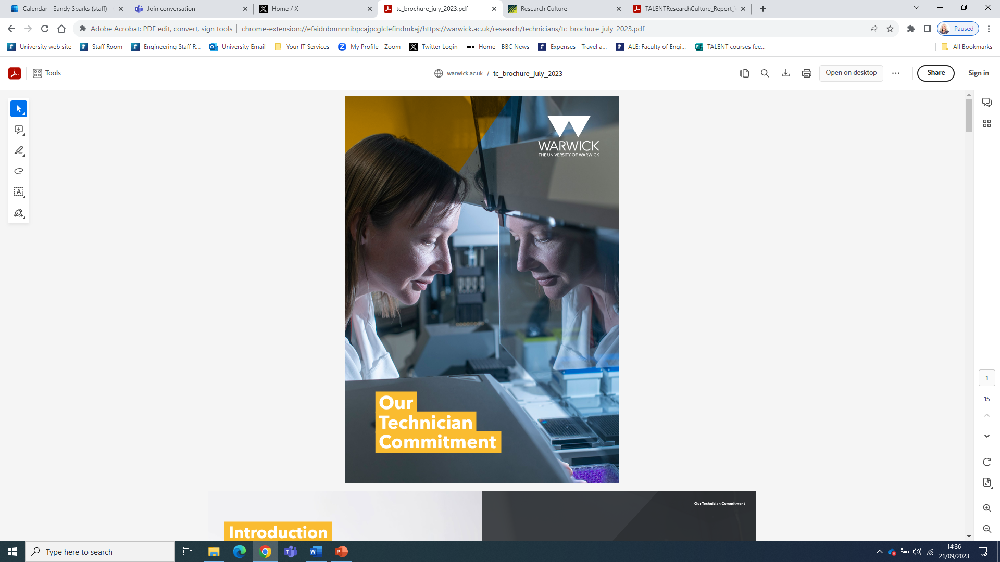 Calendar - Sandy Sparks (staff) -
Join conversation
Home / X
tc_brochure_july_2023.pdf
Research Culture
TALENTResearchCulture_Report_
Adobe Acrobat: PDF edit, convert, sign tools
chrome-extension://efaidnbmnnnibpcajpcglclefindmkaj/https://warwick.ac.uk/research/technicians/tc_brochure_july_2023.pdf
Paused
University web site
Staff Room
Engineering Staff R...
University Email
Your IT Services
My Profile - Zoom
Twitter Login
Home - BBC News
Expenses - Travel a...
ALE: Faculty of Engi...
TALENT courses fee...
All Bookmarks
Tools
warwick.ac.uk / tc_brochure_july_2023
Open on desktop
Share
Sign in
WARWICK
THE UNIVERSITY OF WARWICK
Our
Technician
Commitment
1
15
Our Technician Commitment
Introduction
Type here to search
14:36
21/09/2023